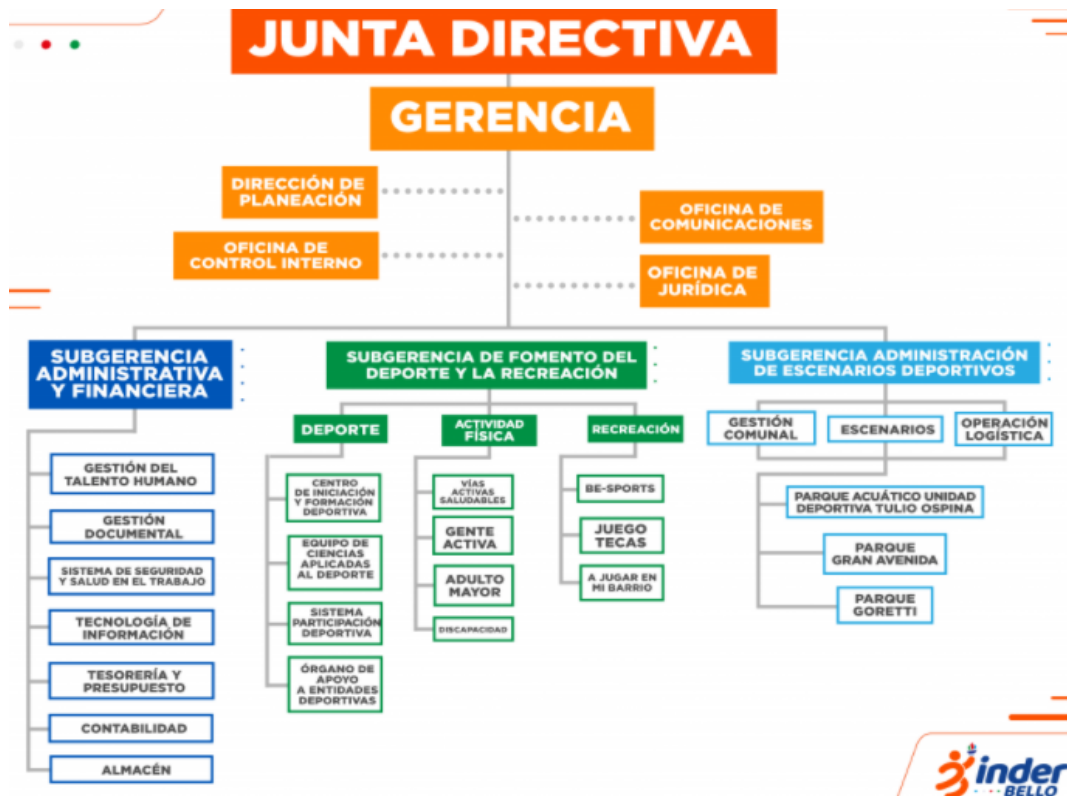 JUNTA DIRECTIVA
GERENCIA
DIRECCIÓN DE
PLANEACIÓN
OFICINA DE
COMUNICACIONES
OFICINA DE
CONTROL INTERNO
OFICINA DE
JURÍDICA
SUBGERENCIA
ADMINISTRATIVA
Y FINANCIERA
GESTIÓN DEL
TALENTO HUMANO
GESTIÓN
DOCUMENTAL
SISTEMA DE SEGURIDAD
Y SALUD EN EL TRABAJO
TECNOLOGÍA DE
INFORMACIÓN
TESORERÍA Y
PRESUPUESTO
CONTABILIDAD
ALMACÉN
SUBGERENCIA DE FOMENTO DEL
DEPORTE Y LA RECREACIÓN
DEPORTE
CENTRO
DE INICIACIÓN
Y FORMACIÓN
DEPORTIVA
EQUIPO DE
CIENCIAS
APLICADAS
AL DEPORTE
SISTEMA
PARTICIPACIÓN
DEPORTIVA
ÓRGANO DE
APOYO
A ENTIDADES
DEPORTIVAS
ACTIVIDAD
FÍSICA
VÍAS
ACTIVAS
SALUDABLES
GENTE
ACTIVA
ADULTO
MAYOR
DISCAPACIDAD
RECREACIÓN
BE-SPORTS
JUEGO
TECAS
A JUGAR EN
MI BARRIO
SUBGERENCIA ADMINISTRACIÓN
DE ESCENARIOS DEPORTIVOS
GESTIÓN
COMUNAL
ESCENARIOS
OPERACIÓN
LOGÍSTICA
PARQUE ACUÁTICO UNIDAD
DEPORTIVA TULIO OSPINA
PARQUE
GRAN AVENIDA
PARQUE
GORETTI
inder
BELLO